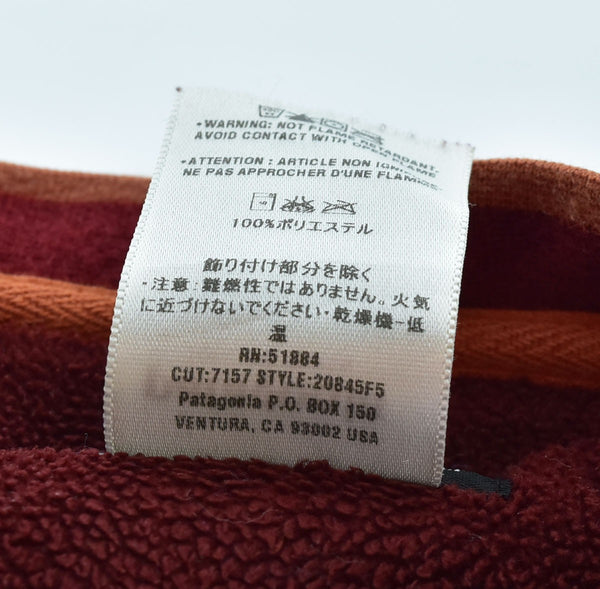 •WARNING: NOT FLAME RETARDANT.
AVOID CONTACT WITH OPEN FLAME.
•ATTENTION : ARTICLE NON IGNIFUGE
NE PAS APPROCHER D'UNE FLAMME.
100%ポリエステル
飾り付け部分を除く
・注意:難燃性ではありません。火気
に近づけないでください・乾燥機−低
温
RN:51884
CUT:7157 STYLE:20845F5
Patagonia P.O. BOX 150
VENTURA, CA 93002 USA